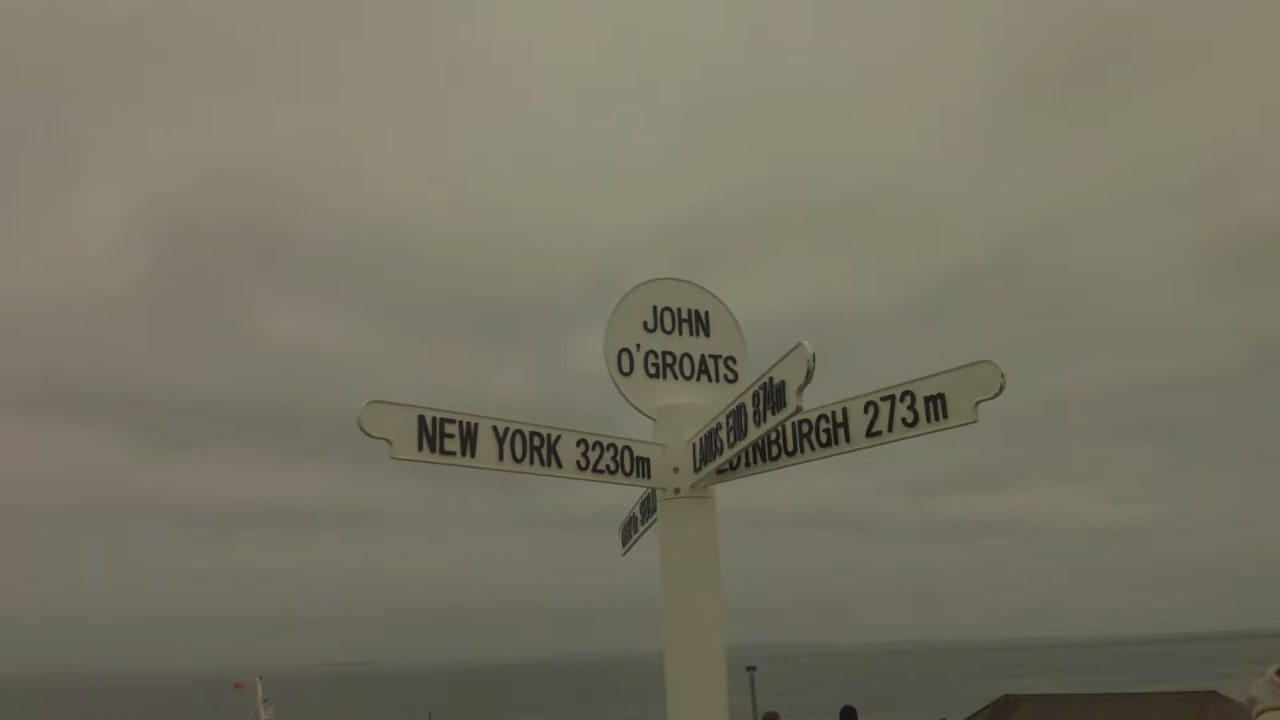 JOHN
O'GROATS
NEW YORK 3230m
LANDS END 874m
EDINBURGH 273m